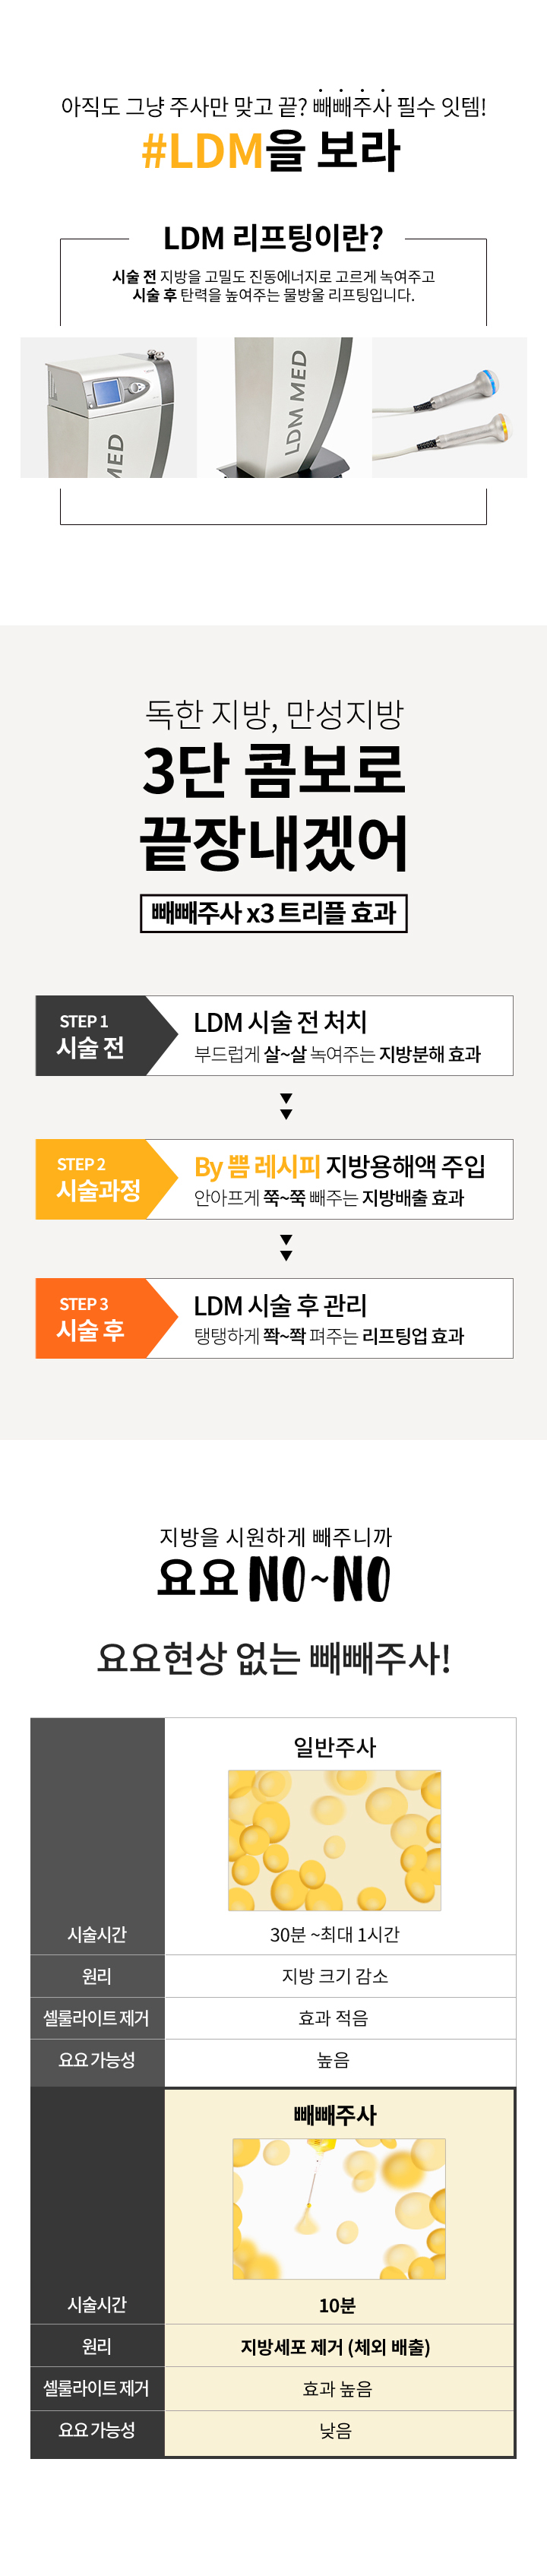 아직도 그냥 주사만 맞고 끝? 빼빼주사 필수 잇템!
#LDM을 보라
LDM 리프팅이란?
시술 전 지방을 고밀도 진동에너지로 고르게 녹여주고
시술 후 탄력을 높여주는 물방울 리프팅입니다.
MED
LDM MED
독한 지방, 만성지방
3단 콤보로
끝장내겠어
빼빼주사 x3 트리플 효과
STEP 1
시술 전
LDM 시술 전 처치
부드럽게 살~살 녹여주는 지방분해 효과
STEP 2
시술과정
By 쁨 레시피 지방용해액 주입
안아프게 쭉~쭉 빼주는 지방배출 효과
STEP 3
시술 후
LDM 시술 후 관리
탱탱하게 쫙~쫙 펴주는 리프팅업 효과
지방을 시원하게 빼주니까
요요 NO~NO
요요현상 없는 빼빼주사!
일반주사
시술시간 30분 ~최대 1시간
원리 지방 크기 감소
셀룰라이트 제거 효과 적음
요요 가능성 높음
빼빼주사
시술시간 10분
원리 지방세포 제거 (체외 배출)
셀룰라이트 제거 효과 높음
요요 가능성 낮음